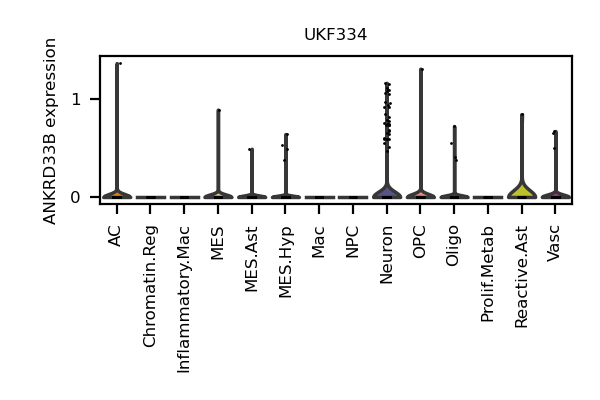 UKF334
ANKRD33B expression
1
0
AC
Chromatin.Reg
Inflammatory.Mac
MES
MES.Ast
MES.Hyp
Mac
NPC
Neuron
OPC
Oligo
Prolif.Metab
Reactive.Ast
Vasc